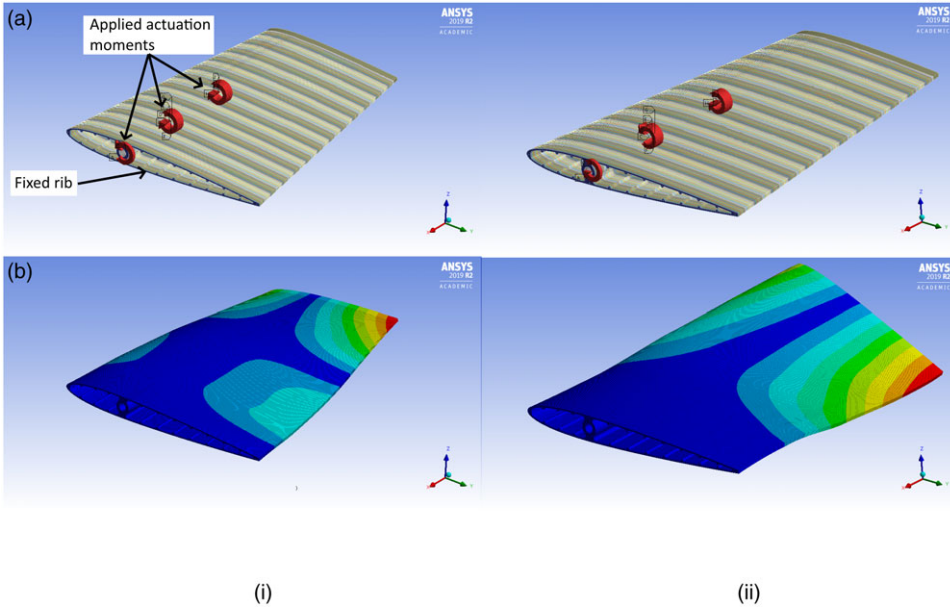 (a)
Applied actuation
moments
Fixed rib
ANSYS
2019 R2
ACADEMIC
Z
X
Y
ANSYS
2019 R2
ACADEMIC
Z
X
Y
(b)
ANSYS
2019 R2
ACADEMIC
Z
X
Y
ANSYS
2019 R2
ACADEMIC
Z
X
Y
(i)
(ii)